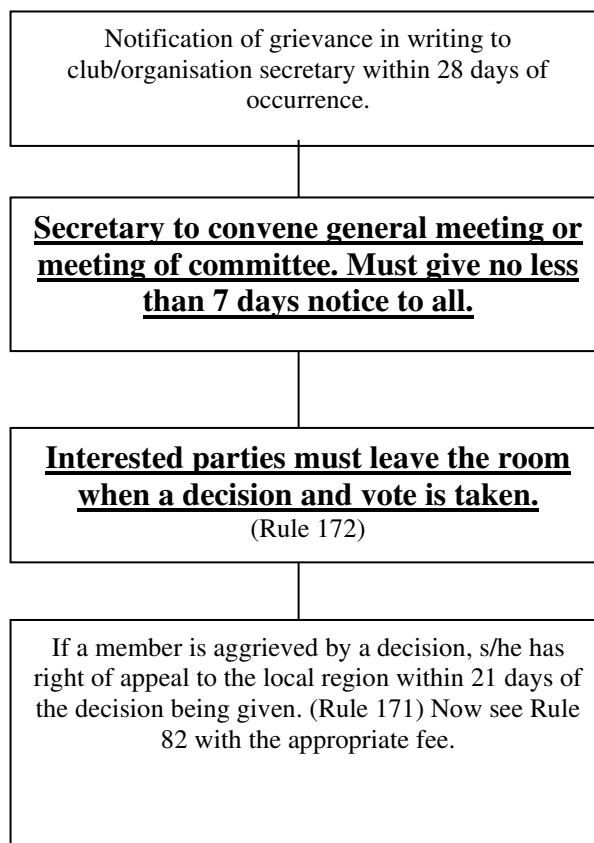 Notification of grievance in writing to
club/organisation secretary within 28 days of
occurrence.
Secretary to convene general meeting or
meeting of committee. Must give no less
than 7 days notice to all.
Interested parties must leave the room
when a decision and vote is taken.
(Rule 172)
If a member is aggrieved by a decision, s/he has
right of appeal to the local region within 21 days of
the decision being given. (Rule 171) Now see Rule
82 with the appropriate fee.